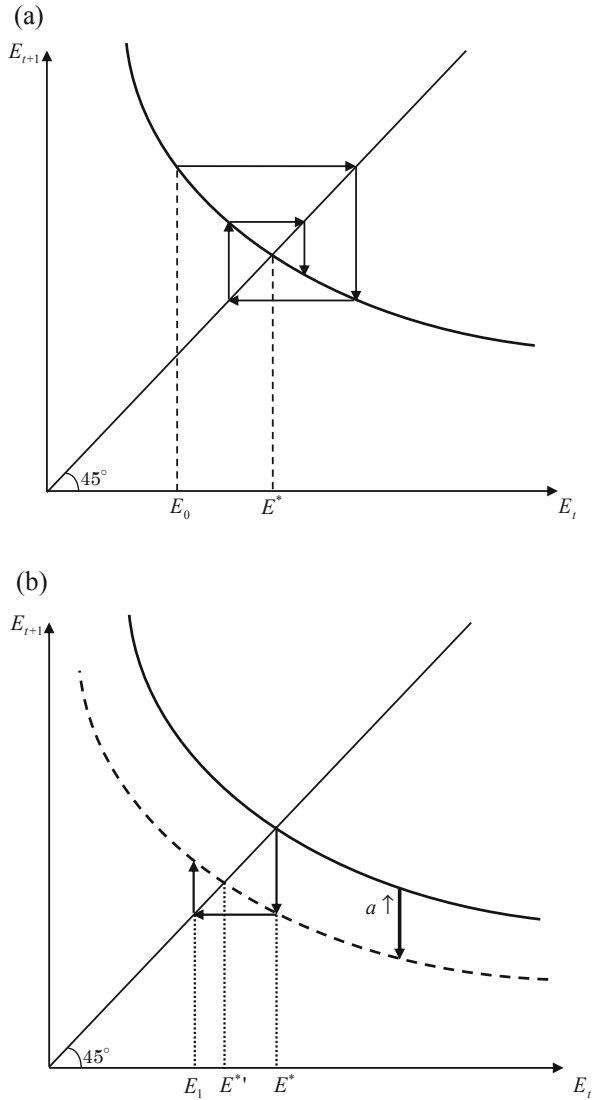 (a)
E_{t+1}
45°
E_0
E^*
E_t
(b)
E_{t+1}
a ↑
45°
E_1
E^{*'}
E^*
E_t